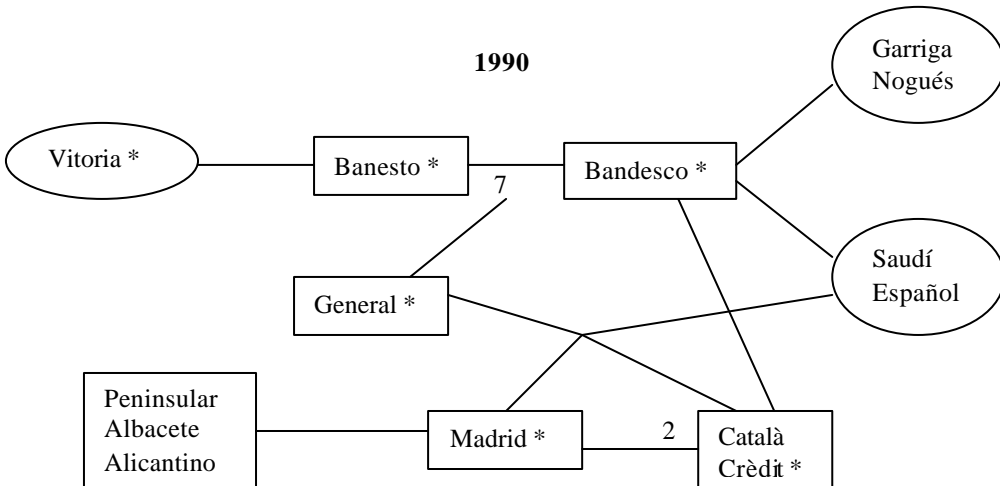 1990
Garriga
Nogués
Vitoria *
Banesto *
7
Bandesco *
Saudí
Español
General *
Peninsular
Albacete
Alicantino
Madrid *
2
Català
Crèdit *